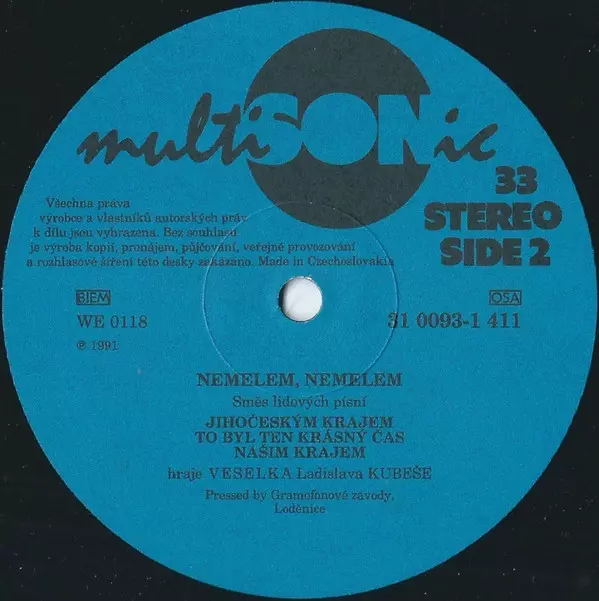 multiSONic
33
STEREO
SIDE 2
Všechna práva
výrobce a vlastníků autorských práv
k dílu jsou vyhrazena. Bez souhlasu
je výroba kopií, pronájem, půjčování, veřejné provozování
a rozhlasové šíření této desky zakázáno. Made in Czechoslovakia
BIEM
OSA
WE 0118
31 0093-1 411
℗ 1991
NEMELEM, NEMELEM
Směs lidových písní
JIHOČESKÝM KRAJEM
TO BYL TEN KRÁSNÝ ČAS
NAŠIM KRAJEM
hraje VESELKA Ladislava KUBEŠE
Pressed by Gramofonové závody,
Loděnice